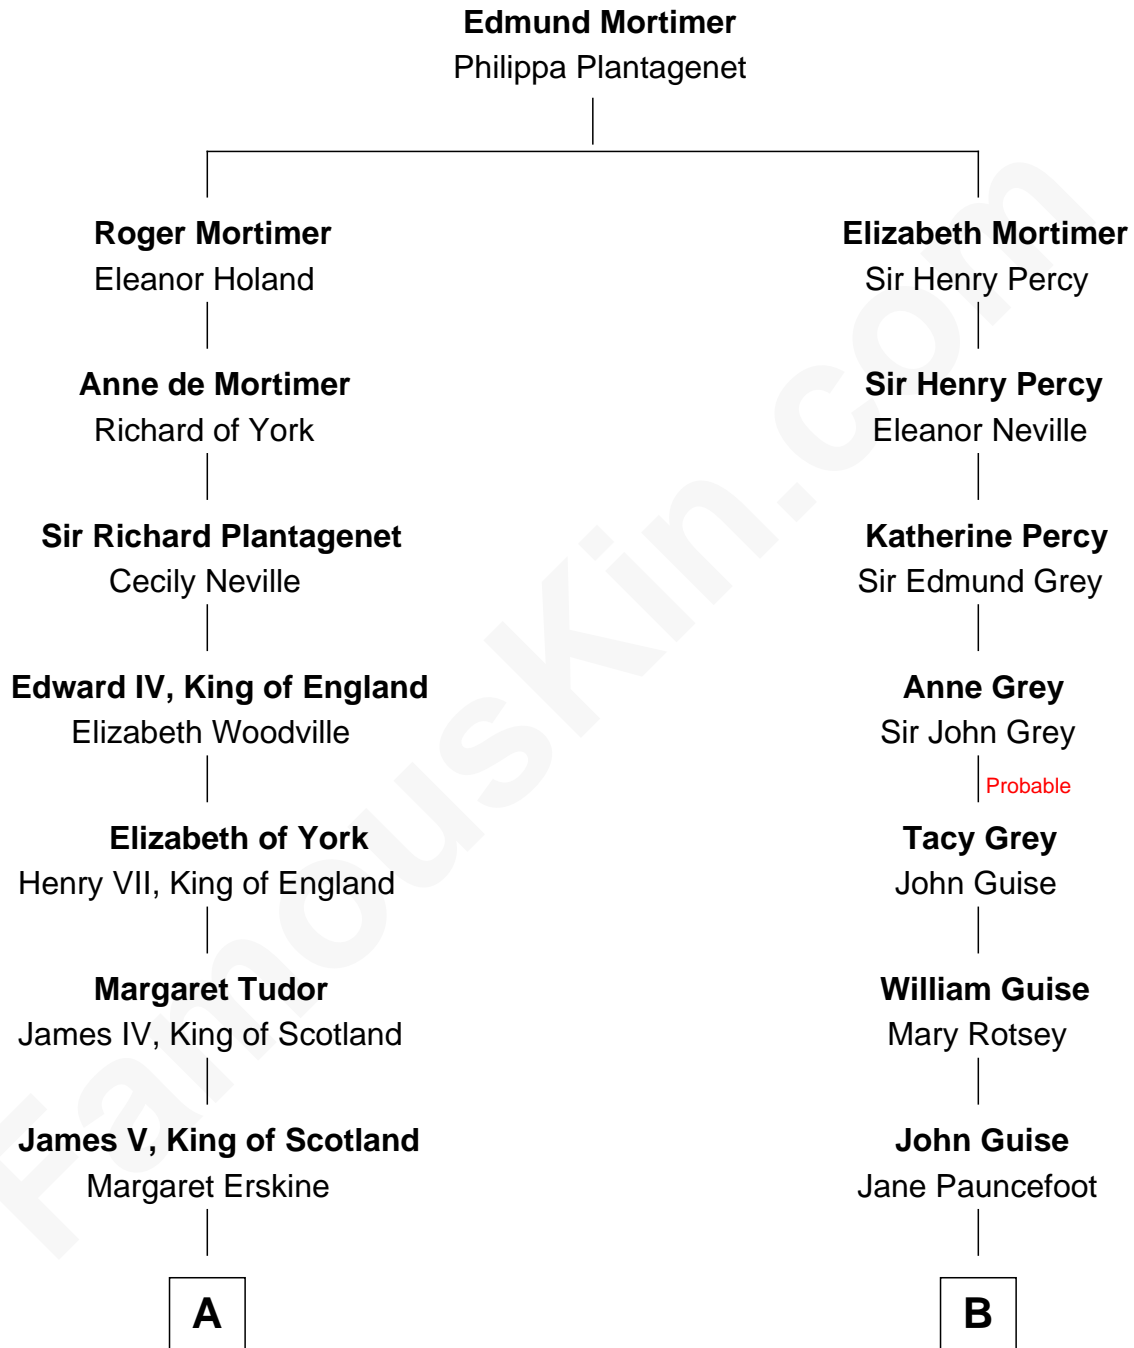 Edmund Mortimer
Philippa Plantagenet
Roger Mortimer
Eleanor Holand
Elizabeth Mortimer
Sir Henry Percy
Anne de Mortimer
Richard of York
Sir Henry Percy
Eleanor Neville
Sir Richard Plantagenet
Cecily Neville
Katherine Percy
Sir Edmund Grey
Edward IV, King of England
Elizabeth Woodville
Anne Grey
Sir John Grey
Probable
Elizabeth of York
Henry VII, King of England
Tacy Grey
John Guise
Margaret Tudor
James IV, King of Scotland
William Guise
Mary Rotsey
James V, King of Scotland
Margaret Erskine
John Guise
Jane Pauncefoot
A
B
FamousKin.com